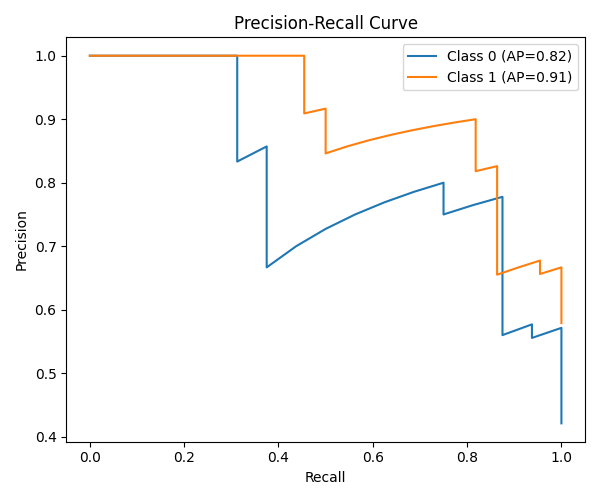 Precision-Recall Curve
Class 0 (AP=0.82)
Class 1 (AP=0.91)
1.0
0.9
0.8
0.7
0.6
0.5
0.4
Precision
0.0 0.2 0.4 0.6 0.8 1.0
Recall